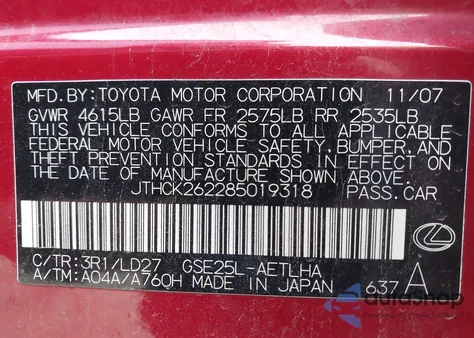 MFD.BY:TOYOTA MOTOR CORPORATION 11/07
GVWR 4615LB GAWR FR 2575LB RR 2535LB
THIS VEHICLE CONFORMS TO ALL APPLICABLE
FEDERAL MOTOR VEHICLE SAFETY,BUMPER,AND
THEFT PREVENTION STANDARDS IN EFFECT ON
THE DATE OF MANUFACTURE SHOWN ABOVE.
JTHCK262285019318 PASS.CAR
C/TR:3R1/LD27 GSE25L-AETLHA
A/TM:A04A/A760H MADE IN JAPAN 637 A
autosnap